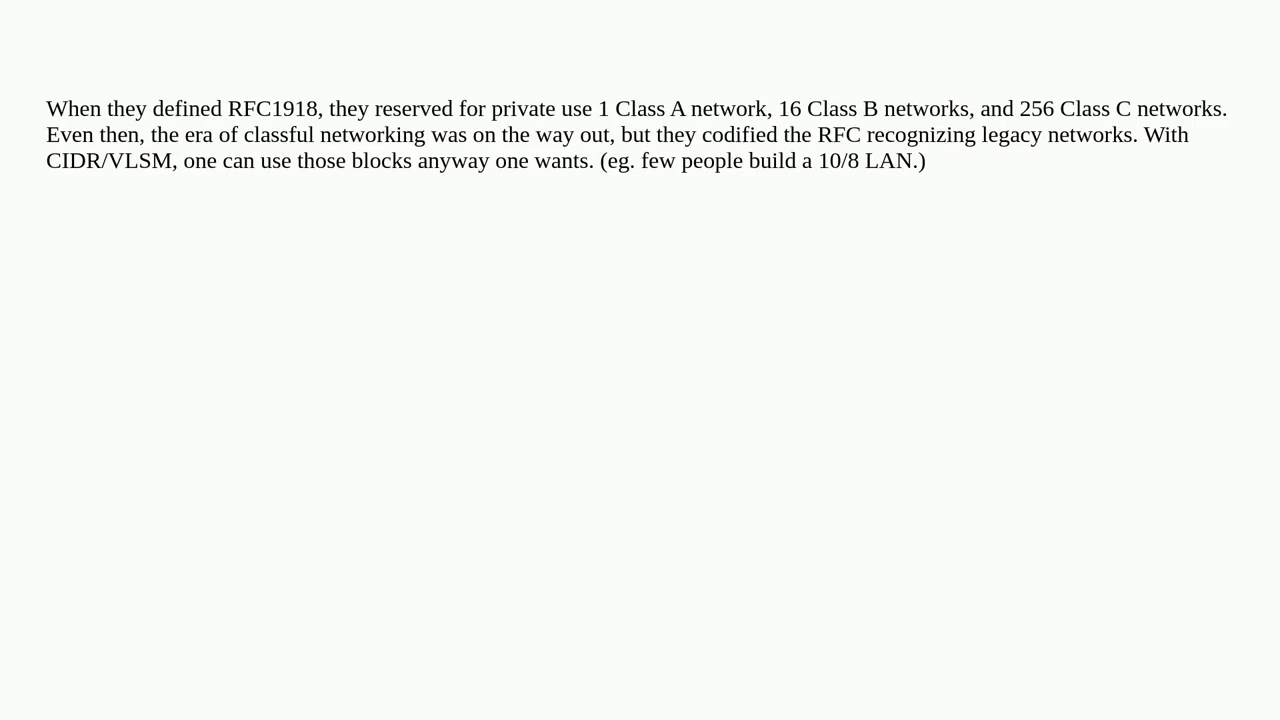 When they defined RFC1918, they reserved for private use 1 Class A network, 16 Class B networks, and 256 Class C networks.
Even then, the era of classful networking was on the way out, but they codified the RFC recognizing legacy networks. With
CIDR/VLSM, one can use those blocks anyway one wants. (eg. few people build a 10/8 LAN.)